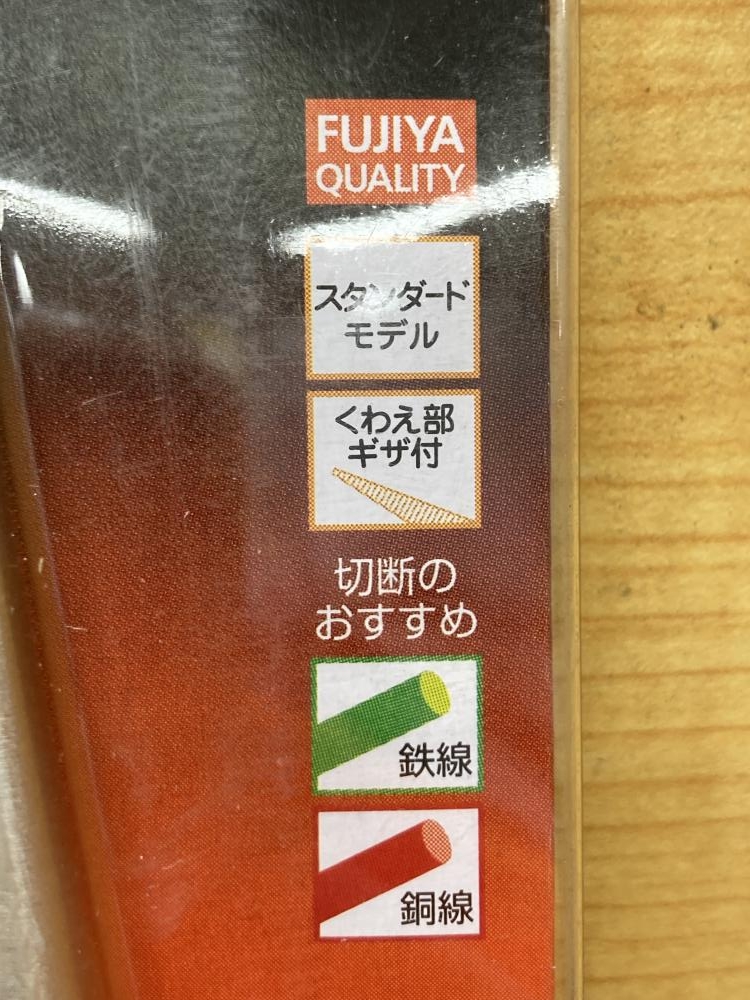 FUJIYA
QUALITY
スタンダード
モデル
くわえ部
ギザ付
切断の
おすすめ
鉄線
銅線